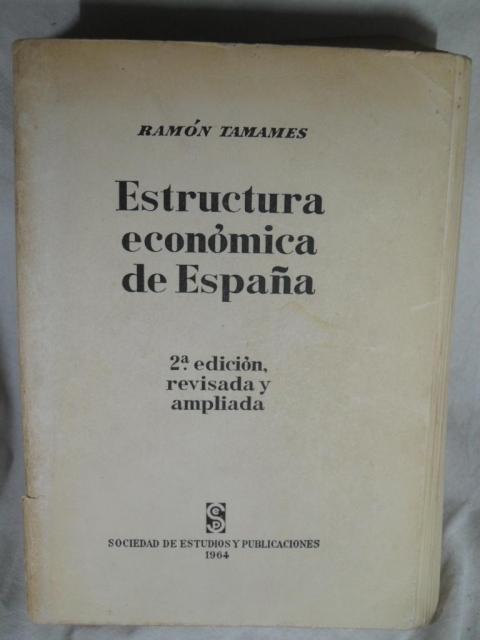 RAMÓN TAMAMES
Estructura
económica
de España
2ª edición,
revisada y
ampliada
SOCIEDAD DE ESTUDIOS Y PUBLICACIONES
1964